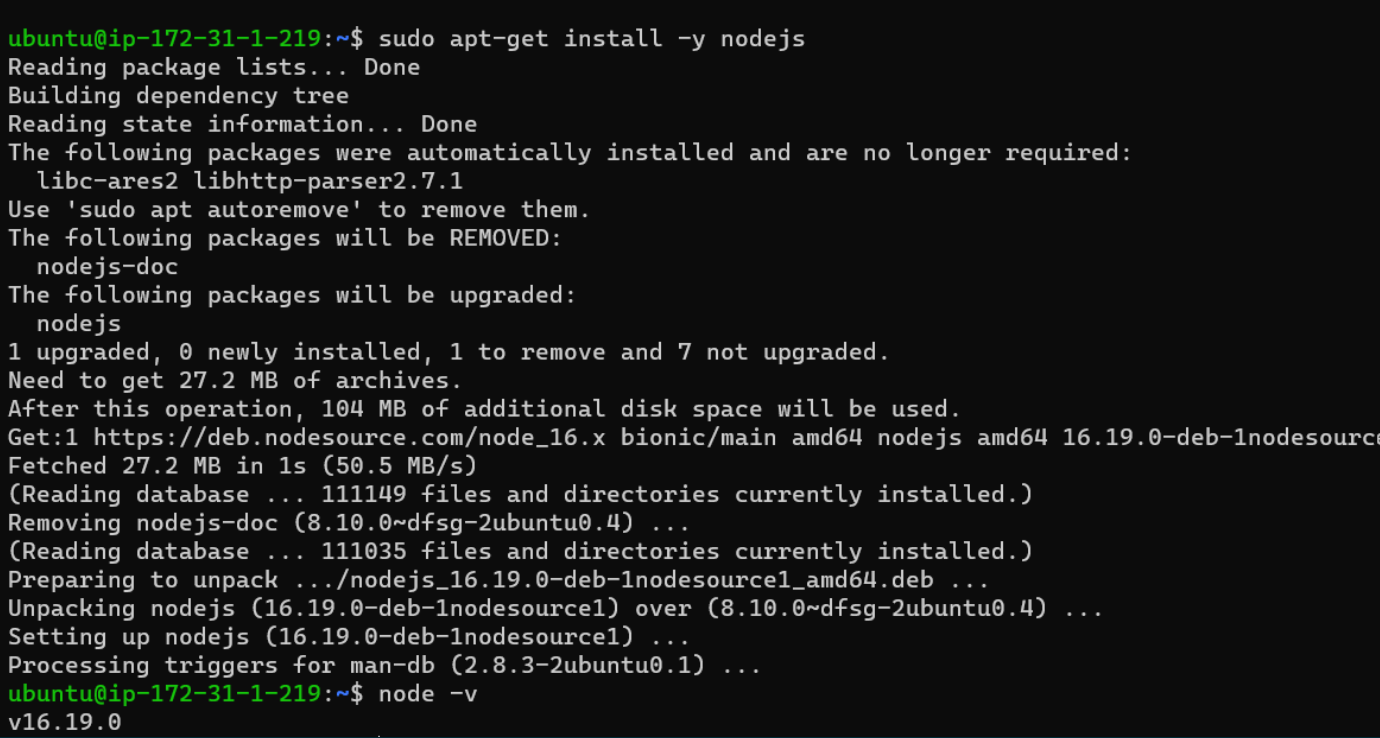 ubuntu@ip-172-31-1-219:~$ sudo apt-get install -y nodejs
Reading package lists... Done
Building dependency tree
Reading state information... Done
The following packages were automatically installed and are no longer required:
  libc-ares2 libhttp-parser2.7.1
Use 'sudo apt autoremove' to remove them.
The following packages will be REMOVED:
  nodejs-doc
The following packages will be upgraded:
  nodejs
1 upgraded, 0 newly installed, 1 to remove and 7 not upgraded.
Need to get 27.2 MB of archives.
After this operation, 104 MB of additional disk space will be used.
Get:1 https://deb.nodesource.com/node_16.x bionic/main amd64 nodejs amd64 16.19.0-deb-1nodesource
Fetched 27.2 MB in 1s (50.5 MB/s)
(Reading database ... 111149 files and directories currently installed.)
Removing nodejs-doc (8.10.0~dfsg-2ubuntu0.4) ...
(Reading database ... 111035 files and directories currently installed.)
Preparing to unpack .../nodejs_16.19.0-deb-1nodesource1_amd64.deb ...
Unpacking nodejs (16.19.0-deb-1nodesource1) over (8.10.0~dfsg-2ubuntu0.4) ...
Setting up nodejs (16.19.0-deb-1nodesource1) ...
Processing triggers for man-db (2.8.3-2ubuntu0.1) ...
ubuntu@ip-172-31-1-219:~$ node -v
v16.19.0